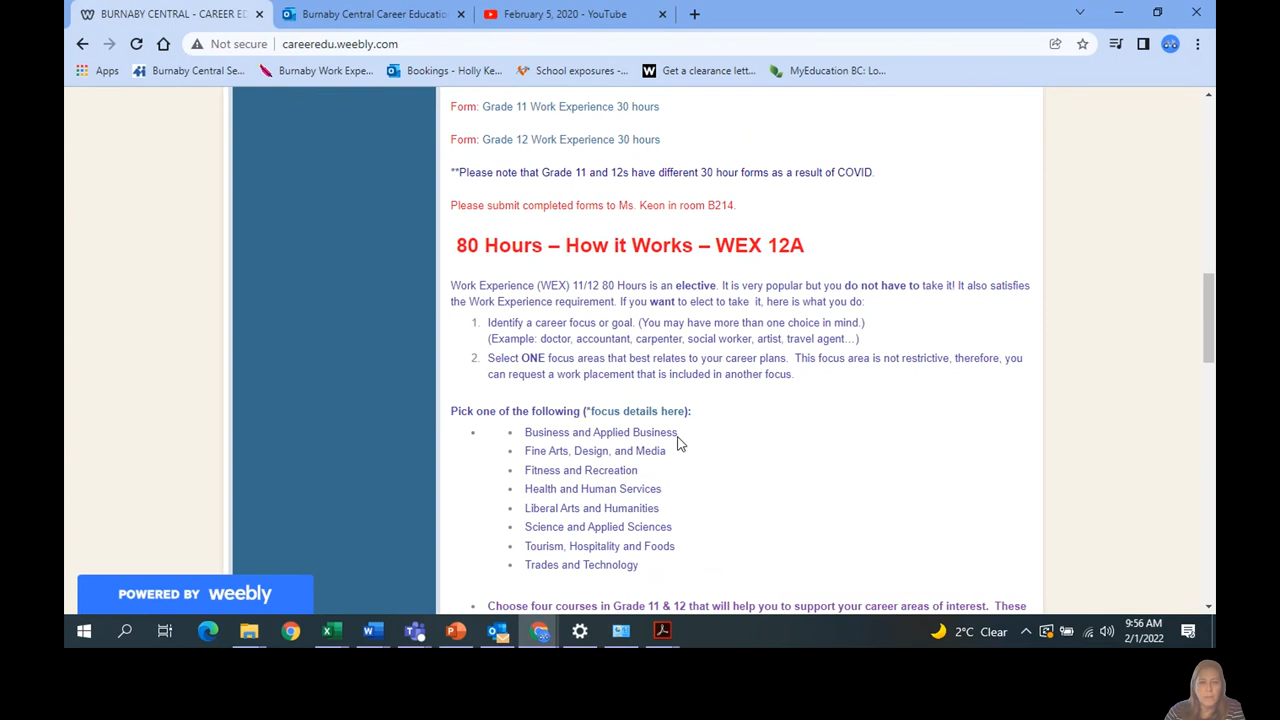 BURNABY CENTRAL - CAREER ED
Burnaby Central Career Educatio
February 5, 2020 - YouTube
Not secure
careeredu.weebly.com
Apps
Burnaby Central Se...
Burnaby Work Expe...
Bookings - Holly Ke...
School exposures -...
Get a clearance lett...
MyEducation BC: Lo...
Form: Grade 11 Work Experience 30 hours
Form: Grade 12 Work Experience 30 hours
**Please note that Grade 11 and 12s have different 30 hour forms as a result of COVID.
Please submit completed forms to Ms. Keon in room B214.
80 Hours – How it Works – WEX 12A
Work Experience (WEX) 11/12 80 Hours is an elective. It is very popular but you do not have to take it! It also satisfies
the Work Experience requirement. If you want to elect to take it, here is what you do:
1. Identify a career focus or goal. (You may have more than one choice in mind.)
(Example: doctor, accountant, carpenter, social worker, artist, travel agent…)
2. Select ONE focus areas that best relates to your career plans. This focus area is not restrictive, therefore, you
can request a work placement that is included in another focus.
Pick one of the following (*focus details here):
• • Business and Applied Business
• Fine Arts, Design, and Media
• Fitness and Recreation
• Health and Human Services
• Liberal Arts and Humanities
• Science and Applied Sciences
• Tourism, Hospitality and Foods
• Trades and Technology
• Choose four courses in Grade 11 & 12 that will help you to support your career areas of interest. These
POWERED BY weebly
2°C Clear
9:56 AM
2/1/2022